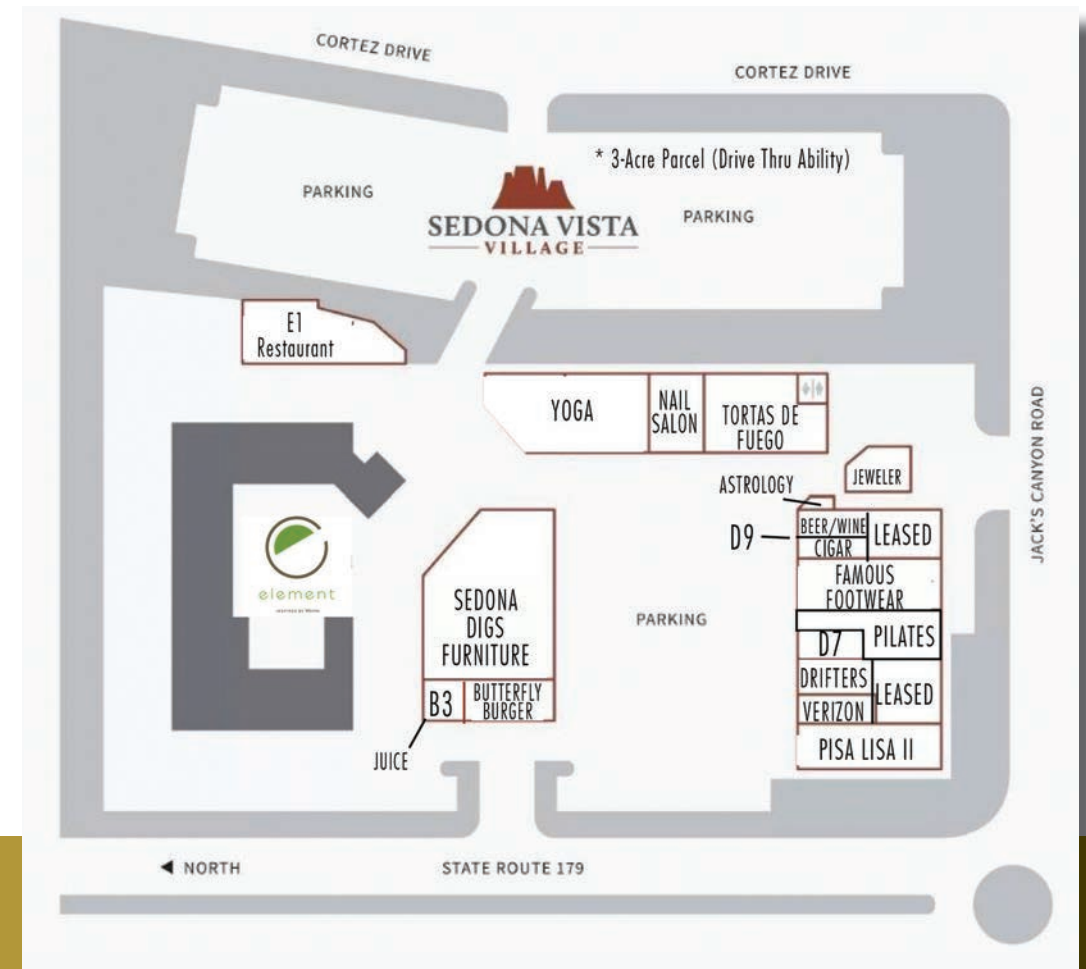 CORTEZ DRIVE
CORTEZ DRIVE
* 3-Acre Parcel (Drive Thru Ability)
PARKING
SEDONA VISTA
VILLAGE
PARKING
E1
Restaurant
YOGA
NAIL
SALON
TORTAS DE
FUEGO
JACK'S CANYON ROAD
ASTROLOGY
JEWELER
D9
BEER/WINE
CIGAR
LEASED
element
FAMOUS
FOOTWEAR
SEDONA
DIGS
FURNITURE
PARKING
D7
PILATES
DRIFTERS
LEASED
VERIZON
B3
BUTTERFLY
BURGER
JUICE
PISA LISA II
NORTH
STATE ROUTE 179